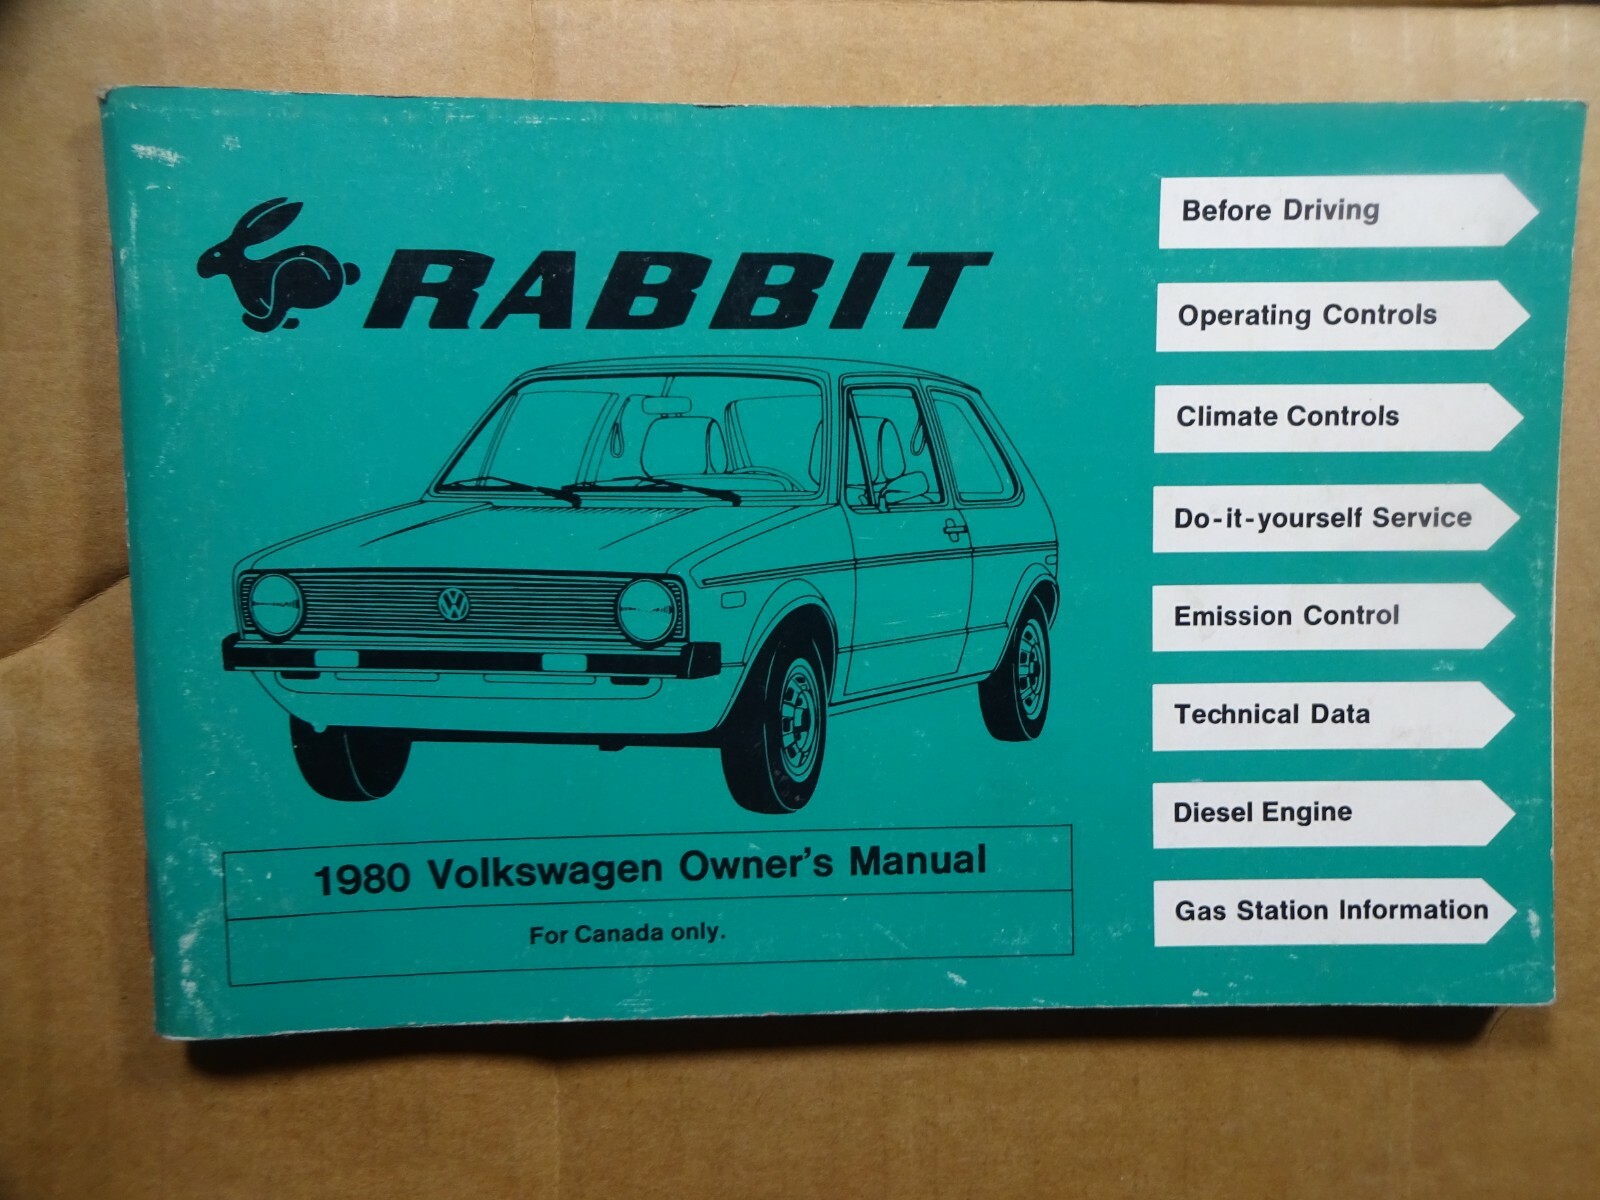 RABBIT
1980 Volkswagen Owner's Manual
For Canada only.
Before Driving
Operating Controls
Climate Controls
Do-it-yourself Service
Emission Control
Technical Data
Diesel Engine
Gas Station Information